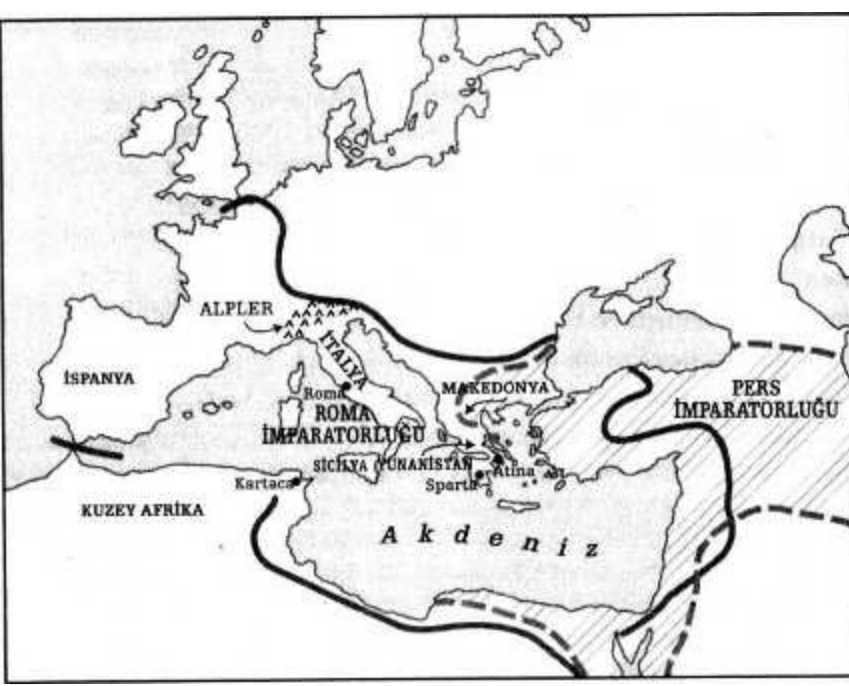 ALPLER
İTALYA
İSPANYA
Roma
ROMA
İMPARATORLUĞU
MAKEDONYA
PERS
İMPARATORLUĞU
SİCİLYA
YUNANİSTAN
Atina
Sparta
Kartaca
KUZEY AFRİKA
Akdeniz